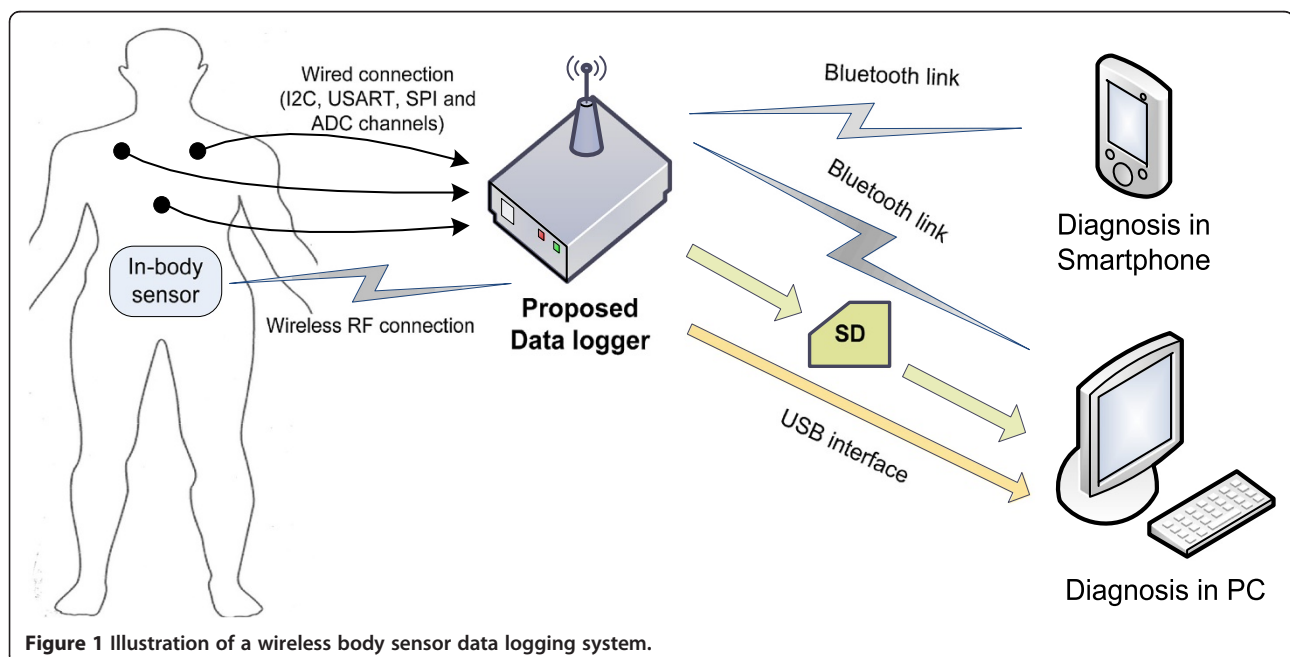 Wired connection
(I2C, USART, SPI and
ADC channels)
Bluetooth link
Bluetooth link
Diagnosis in
Smartphone
In-body
sensor
Wireless RF connection
Proposed
Data logger
SD
USB interface
Diagnosis in PC
Figure 1 Illustration of a wireless body sensor data logging system.